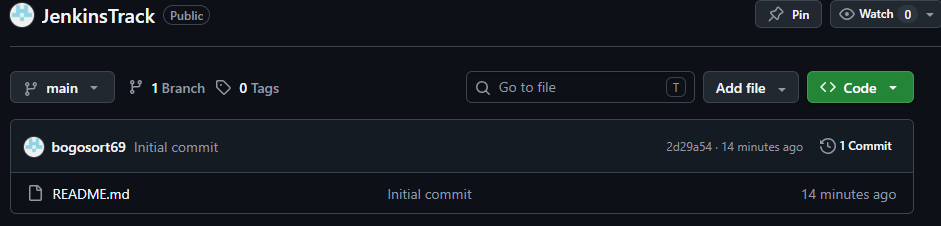 JenkinsTrack Public Pin Watch 0
main 1 Branch 0 Tags Go to file T Add file Code
bogosort69 Initial commit 2d29a54 · 14 minutes ago 1 Commit
README.md Initial commit 14 minutes ago